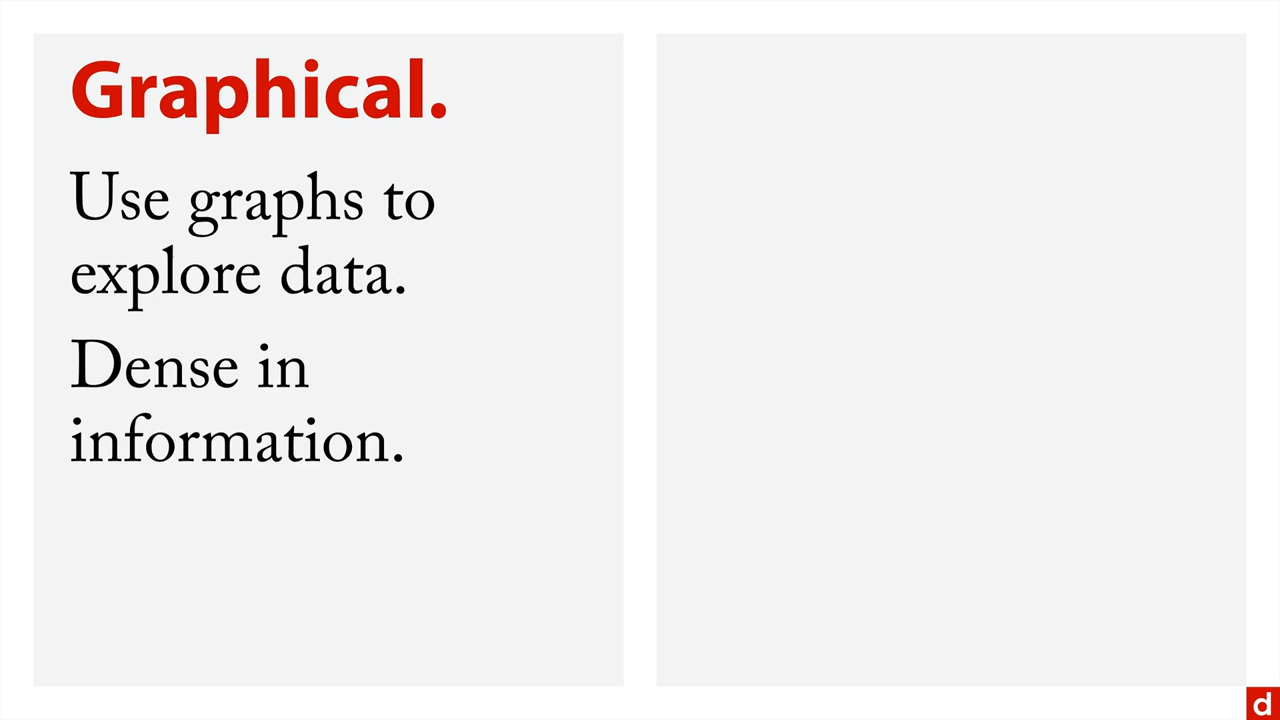 Graphical.
Use graphs to
explore data.
Dense in
information.
d